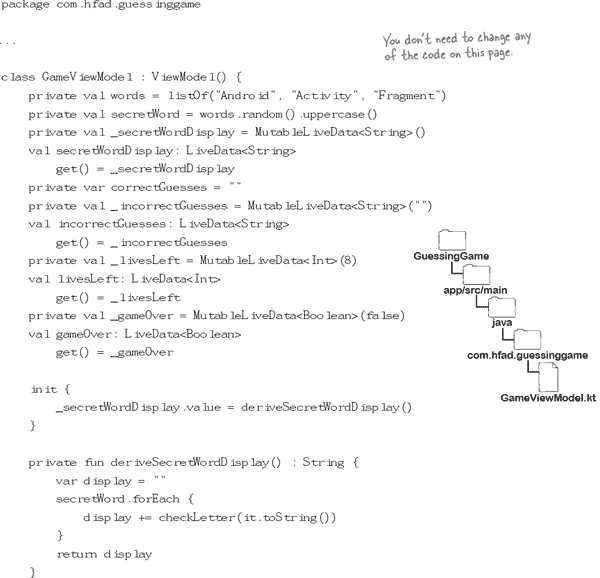 package com.hfad.guessinggame
...
You don't need to change any
of the code on this page.
class GameViewModel : ViewModel() {
    private val words = listOf("Android", "Activity", "Fragment")
    private val secretWord = words.random().uppercase()
    private val _secretWordDisplay = MutableLiveData<String>()
    val secretWordDisplay: LiveData<String>
        get() = _secretWordDisplay
    private var correctGuesses = ""
    private val _incorrectGuesses = MutableLiveData<String>("")
    val incorrectGuesses: LiveData<String>
        get() = _incorrectGuesses
    private val _livesLeft = MutableLiveData<Int>(8)
    val livesLeft: LiveData<Int>
        get() = _livesLeft
    private val _gameOver = MutableLiveData<Boolean>(false)
    val gameOver: LiveData<Boolean>
        get() = _gameOver
    init {
        _secretWordDisplay.value = deriveSecretWordDisplay()
    }
    private fun deriveSecretWordDisplay() : String {
        var display = ""
        secretWord.forEach {
            display += checkLetter(it.toString())
        }
        return display
    }
GuessingGame
app/src/main
java
com.hfad.guessinggame
GameViewModel.kt